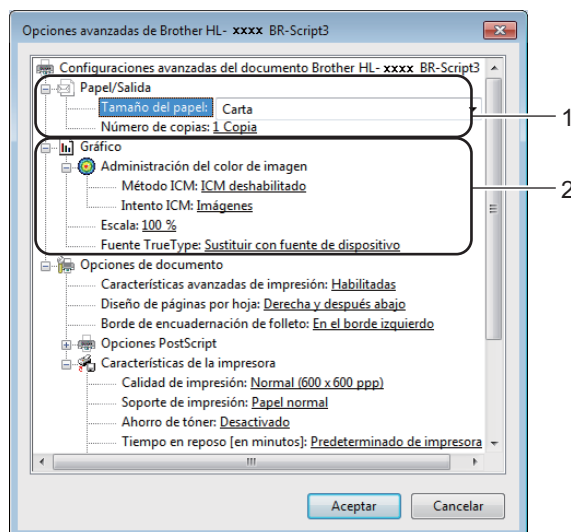 Opciones avanzadas de Brother HL- xxxx BR-Script3
Configuraciones avanzadas del documento Brother HL- xxxx BR-Script3
Papel/Salida
Tamaño del papel: Carta
Número de copias: 1 Copia
1
Gráfico
Administración del color de imagen
Método ICM: ICM deshabilitado
2
Intento ICM: Imágenes
Escala: 100 %
Fuente TrueType: Sustituir con fuente de dispositivo
Opciones de documento
Características avanzadas de impresión: Habilitadas
Diseño de páginas por hoja: Derecha y después abajo
Borde de encuadernación de folleto: En el borde izquierdo
Opciones PostScript
Características de la impresora
Calidad de impresión: Normal (600 x 600 ppp)
Soporte de impresión: Papel normal
Ahorro de tóner: Desactivado
Tiempo en reposo [en minutos]: Predeterminado de impresora
Aceptar Cancelar